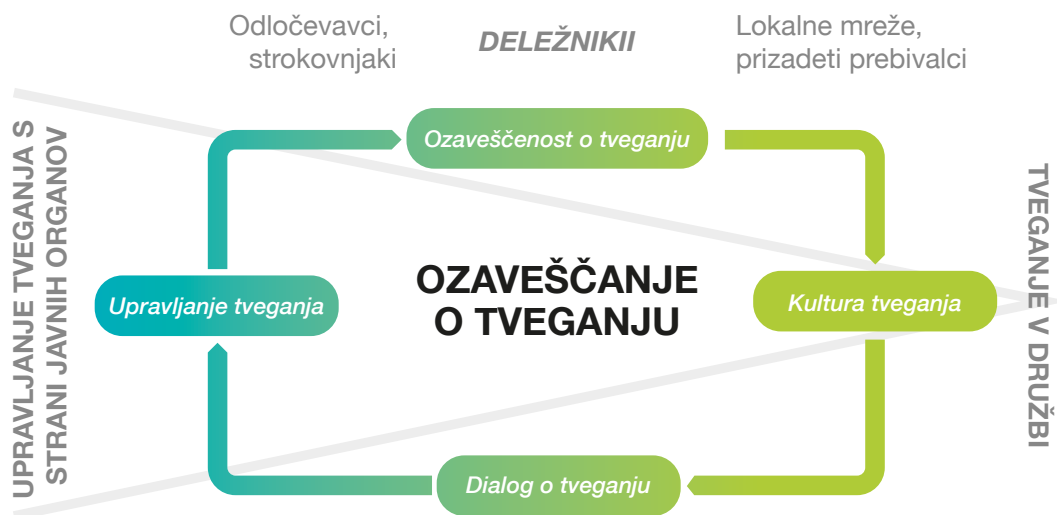 Odločevavci,
strokovnjaki
DELEŽNIKII
Lokalne mreže,
prizadeti prebivalci
UPRAVLJANJE TVEGANJA S
STRANI JAVNIH ORGANOV
Ozaveščenost o tveganju
Upravljanje tveganja
OZAVEŠČANJE
O TVEGANJU
Kultura tveganja
Dialog o tveganju
TVEGANJE V DRUŽBI